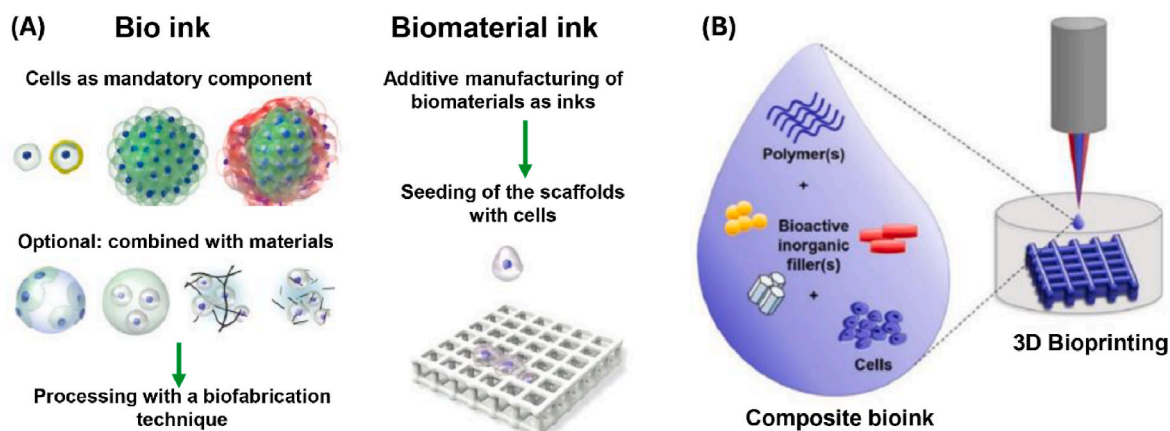 (A)
Bio ink
Cells as mandatory component
Optional: combined with materials
Processing with a biofabrication
technique
Biomaterial ink
Additive manufacturing of
biomaterials as inks
Seeding of the scaffolds
with cells
(B)
Polymer(s)
+
Bioactive
inorganic
filler(s)
+
Cells
Composite bioink
3D Bioprinting